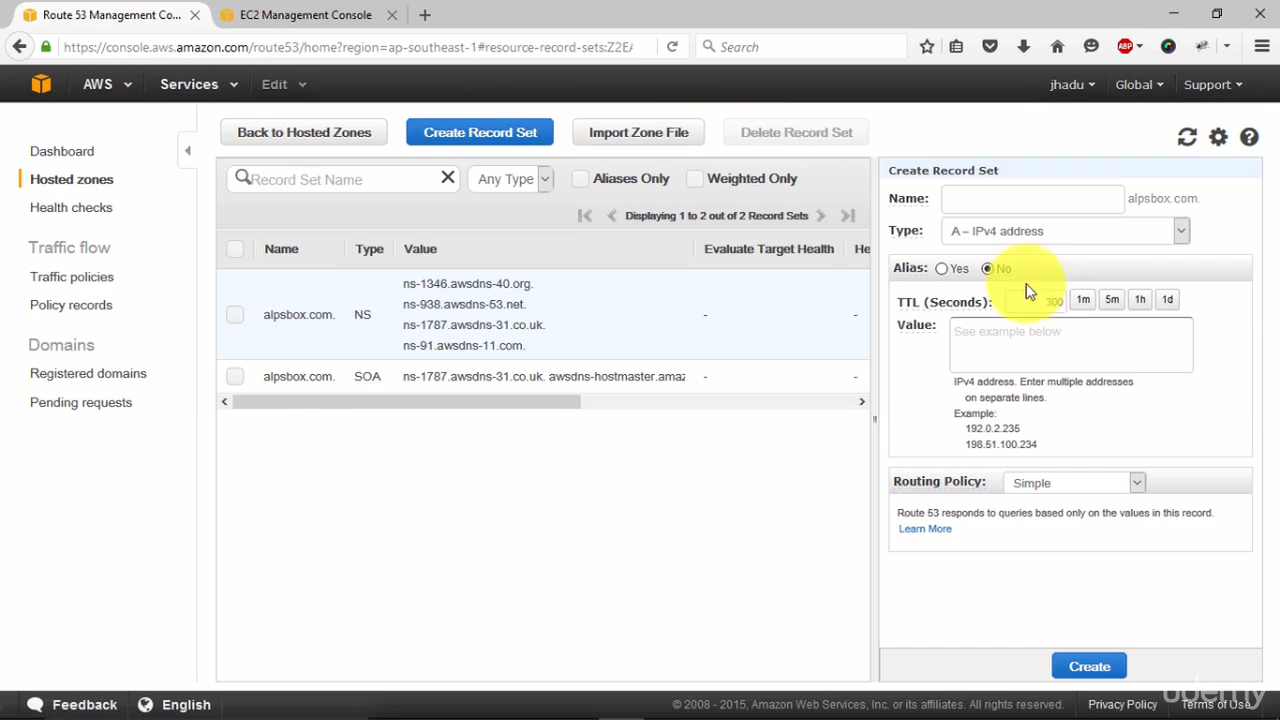 Route 53 Management Co...
EC2 Management Console
https://console.aws.amazon.com/route53/home?region=ap-southeast-1#resource-record-sets:Z2EA
Search
ABP
AWS
Services
Edit
jhadu
Global
Support
Dashboard
Hosted zones
Health checks
Traffic flow
Traffic policies
Policy records
Domains
Registered domains
Pending requests
Back to Hosted Zones
Create Record Set
Import Zone File
Delete Record Set
Record Set Name
Any Type
Aliases Only
Weighted Only
Displaying 1 to 2 out of 2 Record Sets
Name Type Value Evaluate Target Health He
alpsbox. NS
ns-1346.awsdns-40.org.
ns-938.awsdns-53.net.
ns-1787.awsdns-31.co.uk.
ns-91.awsdns-11.com.
- -
alpsbox.com. SOA ns-1787.awsdns-31.co.uk. awsdns-hostmaster.amaz - -
Create Record Set
Name: alpsbox.com.
Type: A – IPv4 address
Alias: Yes No
TTL (Seconds): 300 1m 5m 1h 1d
Value: See example below
IPv4 address. Enter multiple addresses
on separate lines.
Example:
192.0.2.235
198.51.100.234
Routing Policy: Simple
Route 53 responds to queries based only on the values in this record.
Learn More
Create
Feedback
English
© 2008 - 2015, Amazon Web Services, Inc. or its affiliates. All rights reserved.
Privacy Policy
Terms of Use
udemy